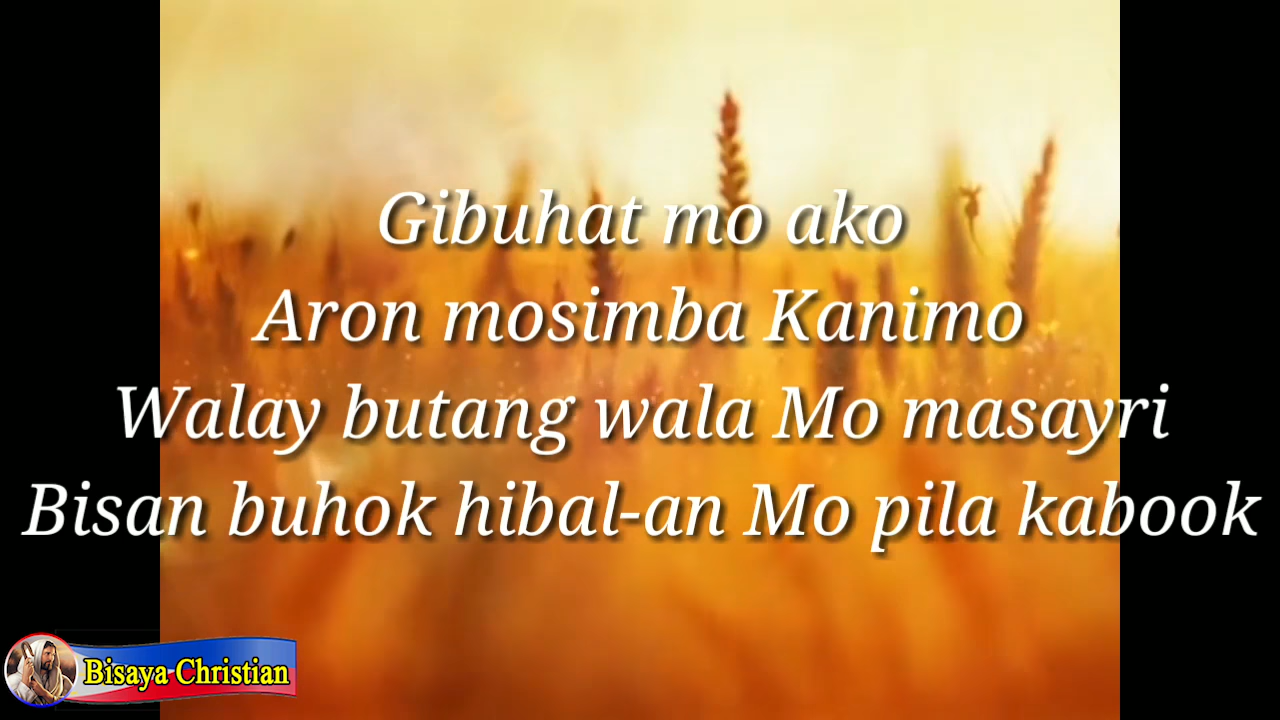 Gibuhat mo ako
Aron mosimba Kanimo
Walay butang wala Mo masayri
Bisan buhok hibal-an Mo pila kabook
Bisaya Christian